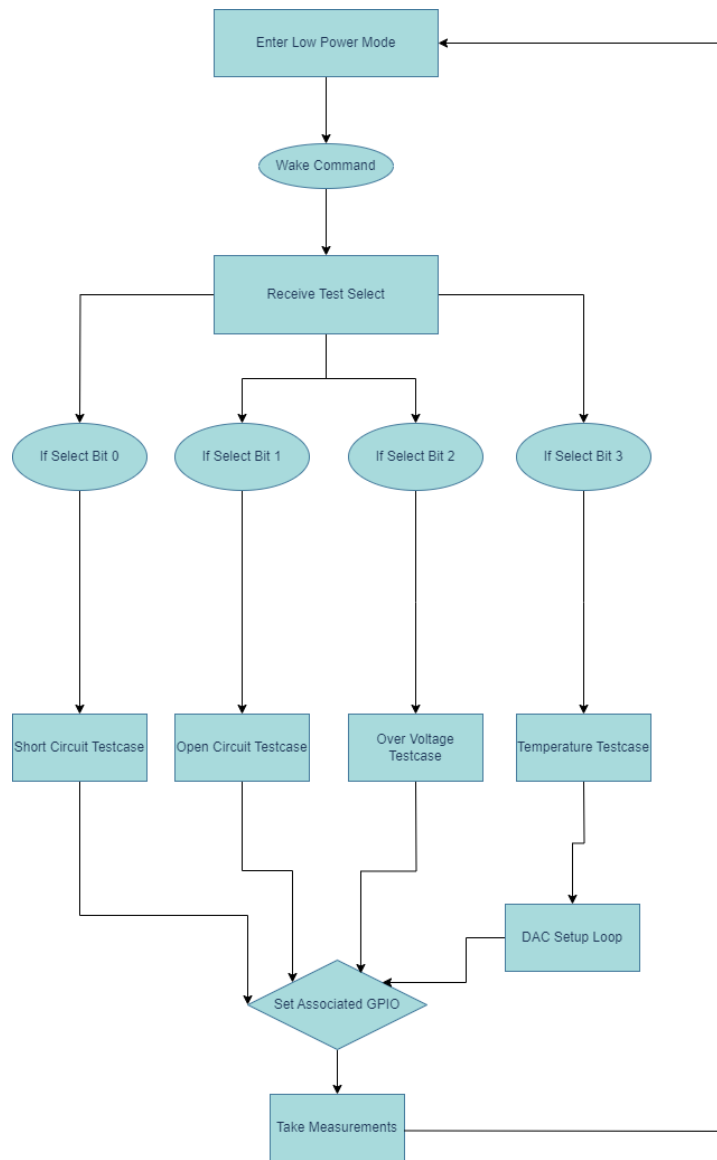 Enter Low Power Mode
Wake Command
Receive Test Select
If Select Bit 0
If Select Bit 1
If Select Bit 2
If Select Bit 3
Short Circuit Testcase
Open Circuit Testcase
Over Voltage
Testcase
Temperature Testcase
DAC Setup Loop
Set Associated GPIO
Take Measurements